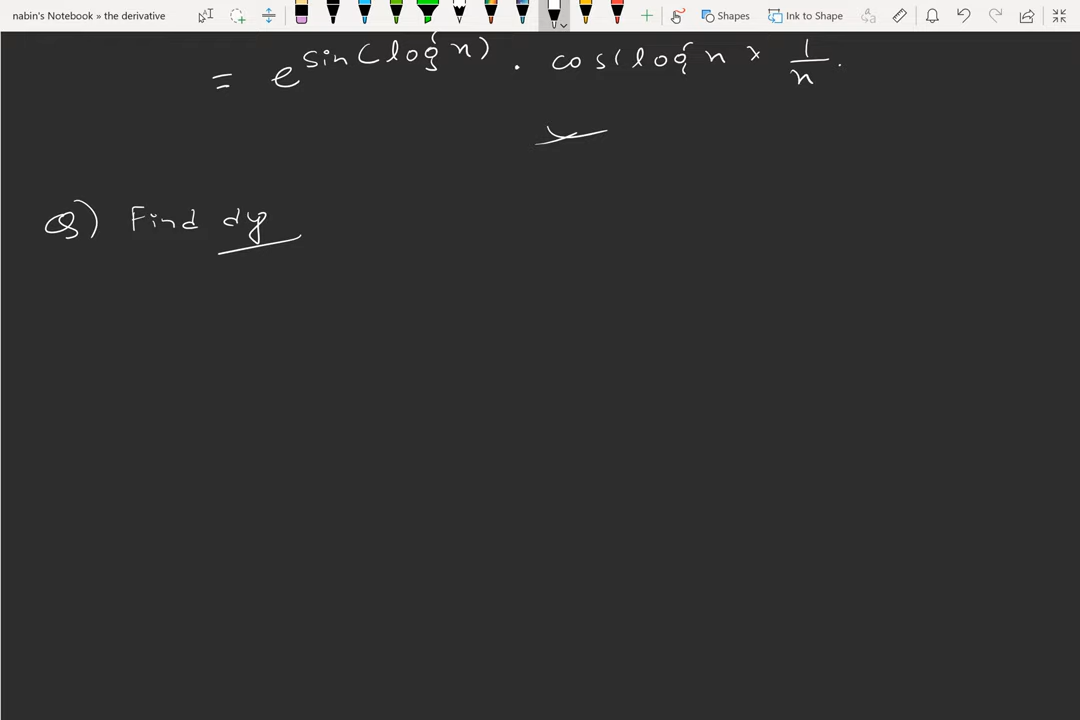 nabin's Notebook » the derivative
Shapes
Ink to Shape
= e^sin(log x) . cos(log x × 1/x .
Q) Find dy